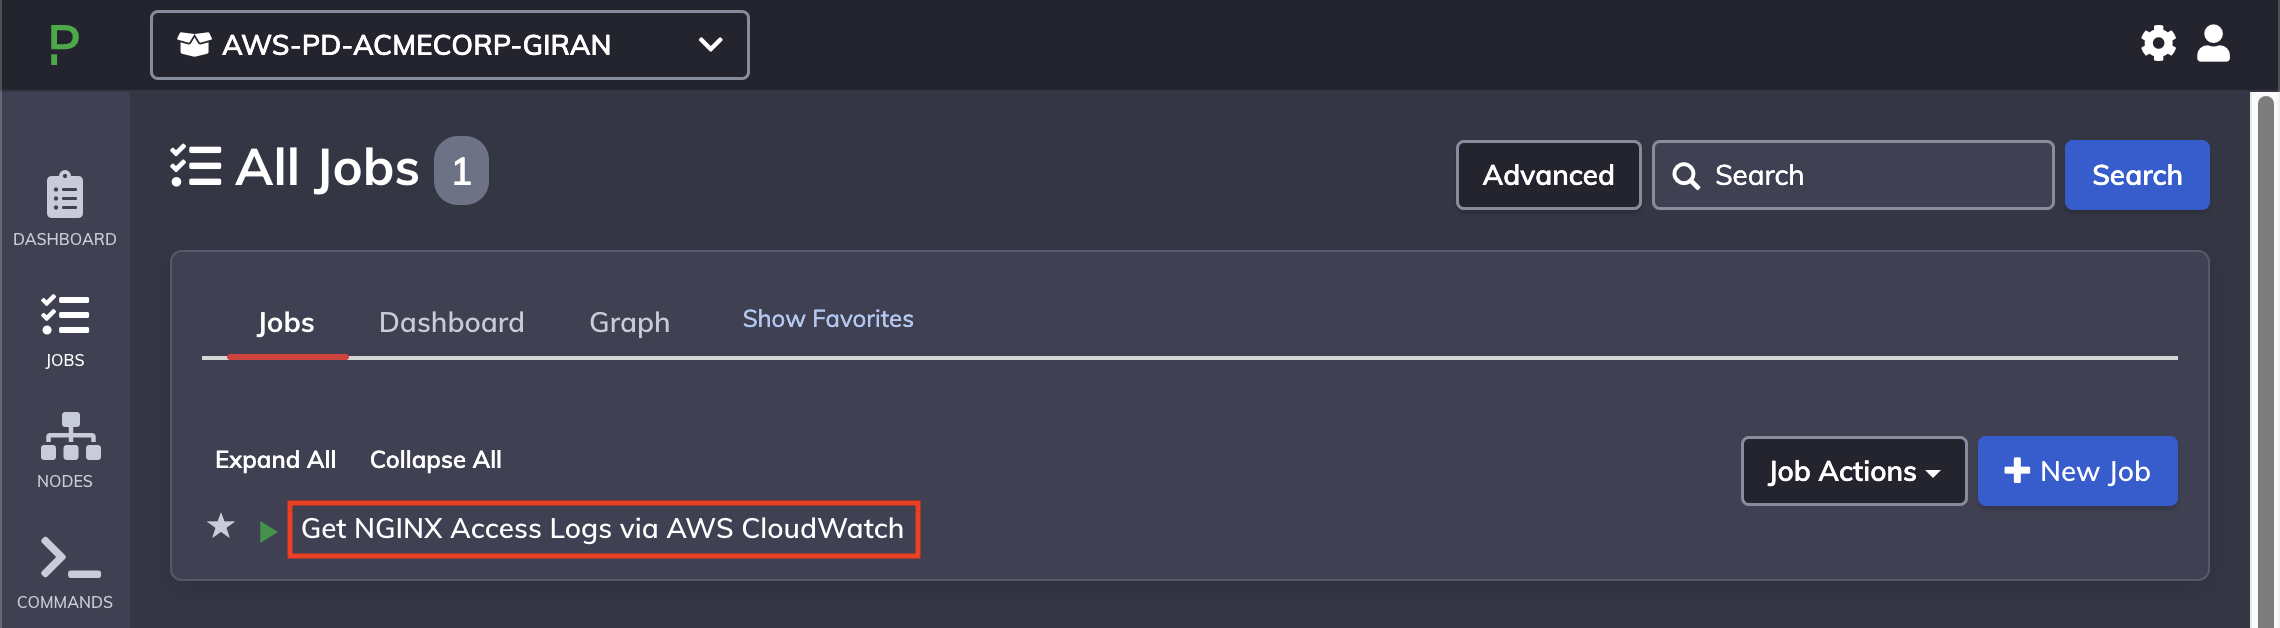 P
AWS-PD-ACMECORP-GIRAN
All Jobs 1
Advanced
Search
Search
DASHBOARD
JOBS
NODES
COMMANDS
Jobs
Dashboard
Graph
Show Favorites
Expand All
Collapse All
Job Actions
New Job
Get NGINX Access Logs via AWS CloudWatch